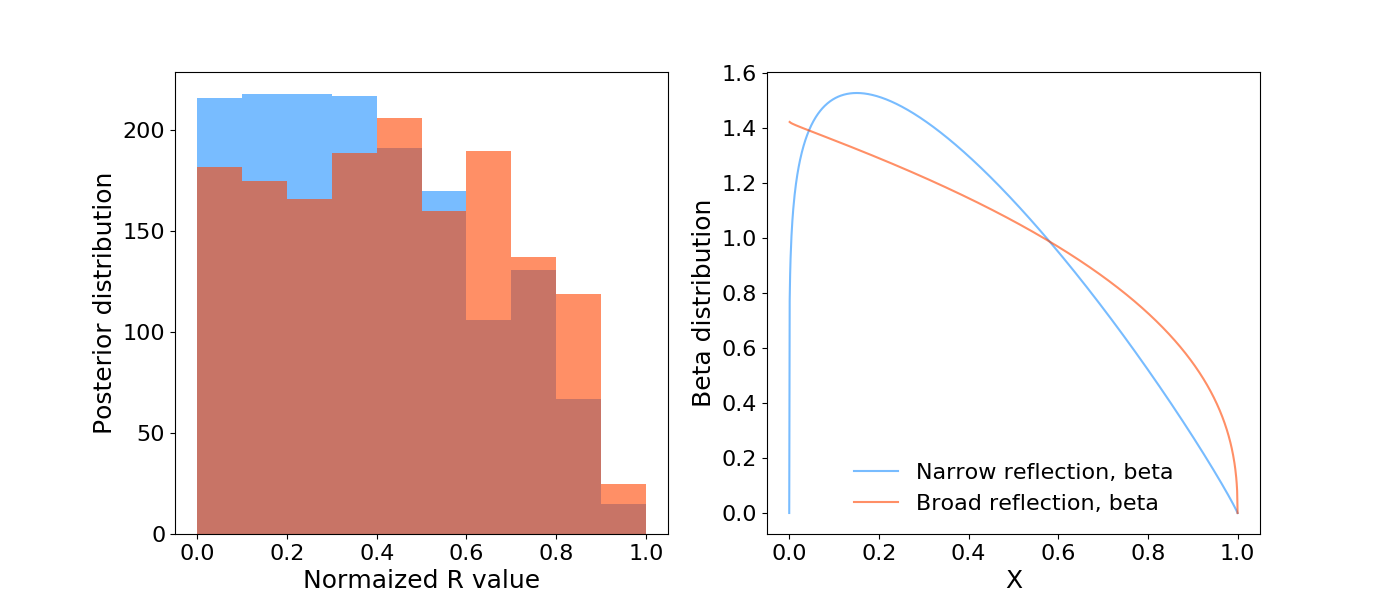 Posterior distribution
200
150
100
50
0
0.0 0.2 0.4 0.6 0.8 1.0
Normaized R value
Beta distribution
1.6
1.4
1.2
1.0
0.8
0.6
0.4
0.2
0.0
Narrow reflection, beta
Broad reflection, beta
0.0 0.2 0.4 0.6 0.8 1.0
X